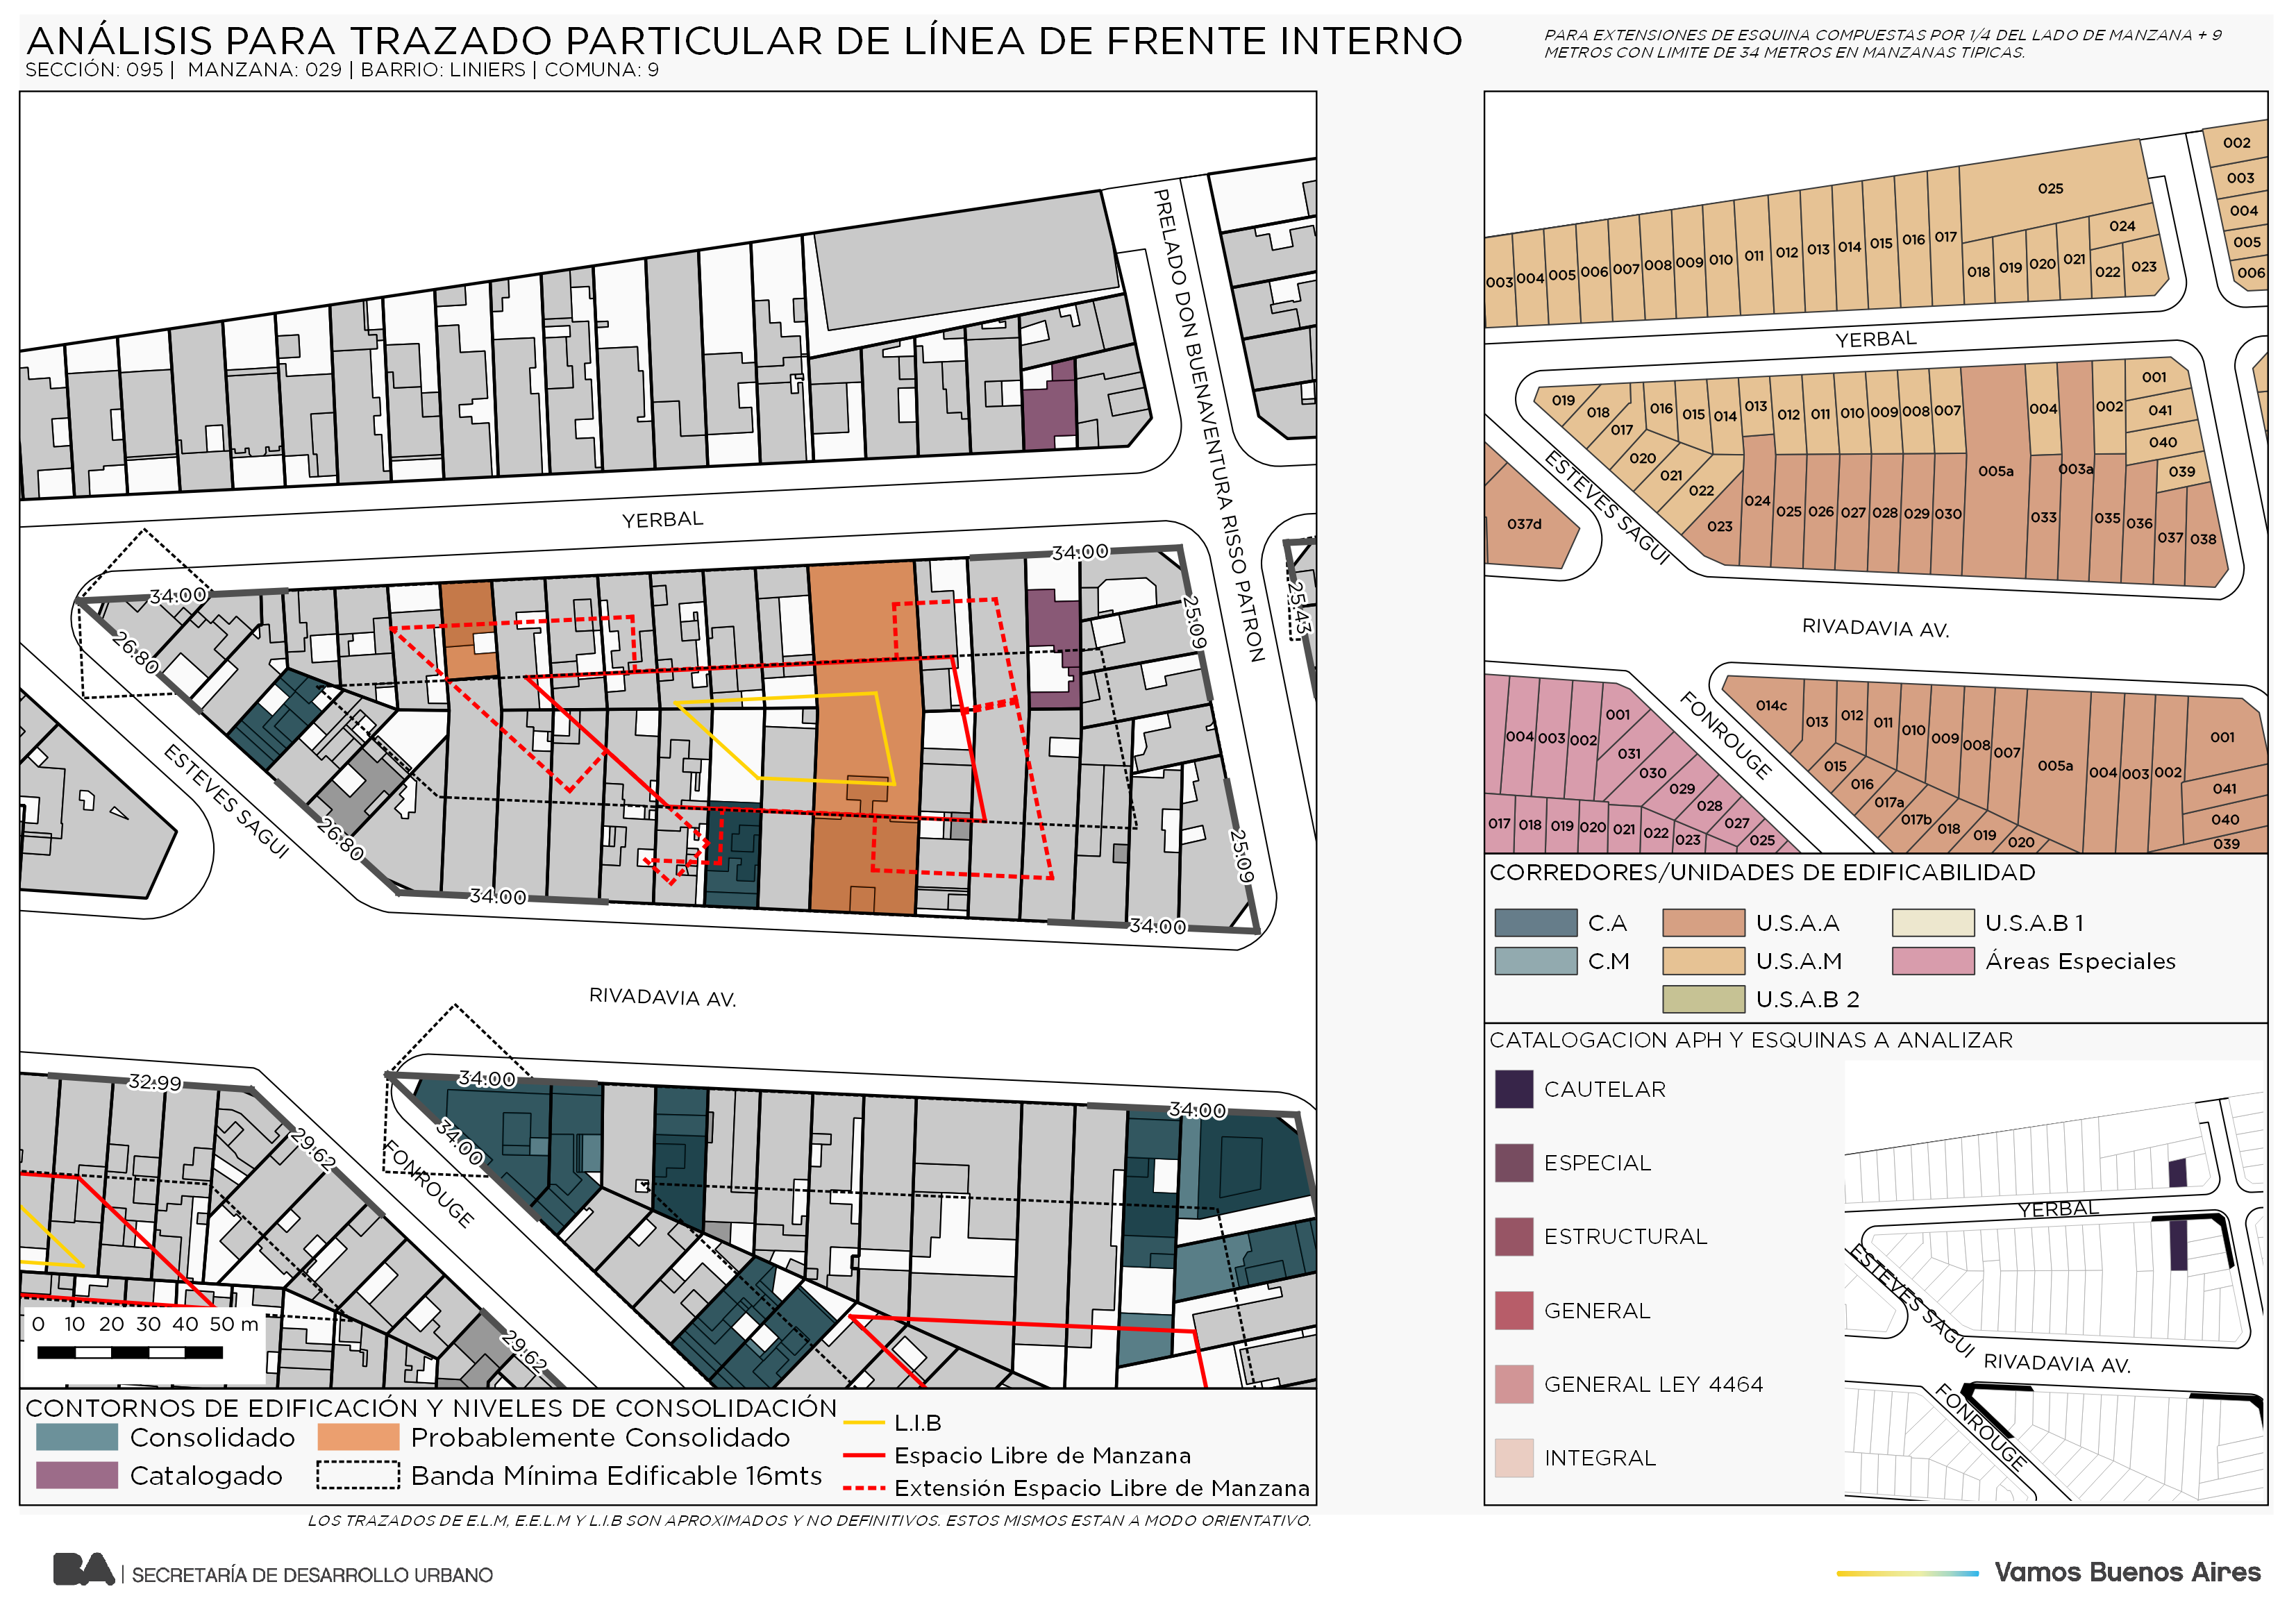 ANÁLISIS PARA TRAZADO PARTICULAR DE LÍNEA DE FRENTE INTERNO
SECCIÓN: 095 | MANZANA: 029 | BARRIO: LINIERS | COMUNA: 9
PARA EXTENSIONES DE ESQUINA COMPUESTAS POR 1/4 DEL LADO DE MANZANA + 9
METROS CON LIMITE DE 34 METROS EN MANZANAS TIPICAS.
PRELADO DON BUENAVENTURA RISSO PATRON
YERBAL
34.00
34.00
26.80
25.09
25.43
ESTEVES SAGUI
26.80
25.09
34.00
34.00
RIVADAVIA AV.
32.99
34.00
34.00
29.62
34.00
FONROUGE
29.62
0 10 20 30 40 50 m
CONTORNOS DE EDIFICACIÓN Y NIVELES DE CONSOLIDACIÓN
Consolidado
Probablemente Consolidado
Catalogado
Banda Mínima Edificable 16mts
L.I.B
Espacio Libre de Manzana
Extensión Espacio Libre de Manzana
LOS TRAZADOS DE E.L.M, E.E.L.M Y L.I.B SON APROXIMADOS Y NO DEFINITIVOS. ESTOS MISMOS ESTAN A MODO ORIENTATIVO.
002
003
004
005
006
025
024
003 004 005 006 007 008 009 010 011 012 013 014 015 016 017
018 019 020 021 022 023
YERBAL
019 018 017 016 015 014 013 012 011 010 009 008 007
005a
004
003a
002
001
041
040
039
020 021 022 023 024 025 026 027 028 029 030
033
035 036 037 038
037d
ESTEVES SAGUI
RIVADAVIA AV.
FONROUGE
004 003 002 001
031
030
029
028
027
025
017 018 019 020 021 022 023
014c 013 012 011 010 009 008 007
005a
004 003 002
001
041
040
039
015
016
017a
017b
018
019
020
CORREDORES/UNIDADES DE EDIFICABILIDAD
C.A
U.S.A.A
U.S.A.B 1
C.M
U.S.A.M
Áreas Especiales
U.S.A.B 2
CATALOGACION APH Y ESQUINAS A ANALIZAR
CAUTELAR
ESPECIAL
ESTRUCTURAL
GENERAL
GENERAL LEY 4464
INTEGRAL
YERBAL
ESTEVES SAGUI
RIVADAVIA AV.
FONROUGE
BA | SECRETARÍA DE DESARROLLO URBANO
Vamos Buenos Aires